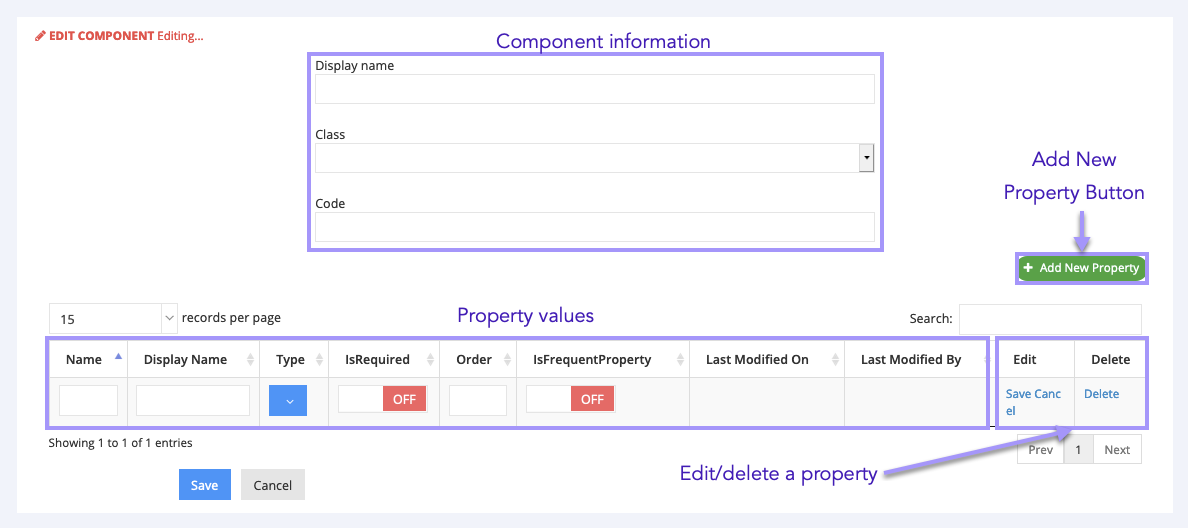 EDIT COMPONENT Editing...
Component information
Display name
Class
Code
Add New
Property Button
+ Add New Property
15 records per page
Property values
Search:
Name Display Name Type IsRequired Order IsFrequentProperty Last Modified On Last Modified By Edit Delete
OFF OFF Save Canc Delete
el
Showing 1 to 1 of 1 entries
Prev 1 Next
Edit/delete a property
Save Cancel